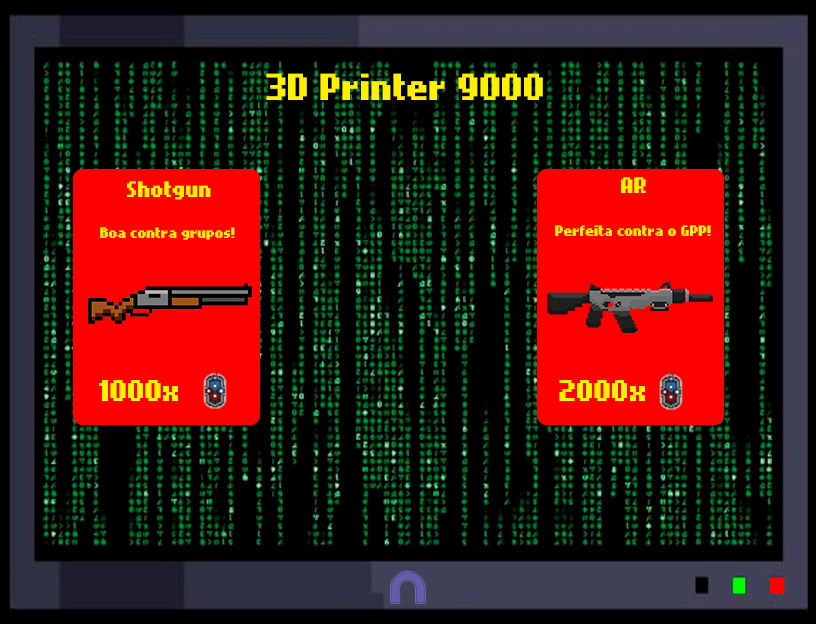 3D Printer 9000
Shotgun
Boa contra grupos!
1000x
AR
Perfeita contra o GPP!
2000x